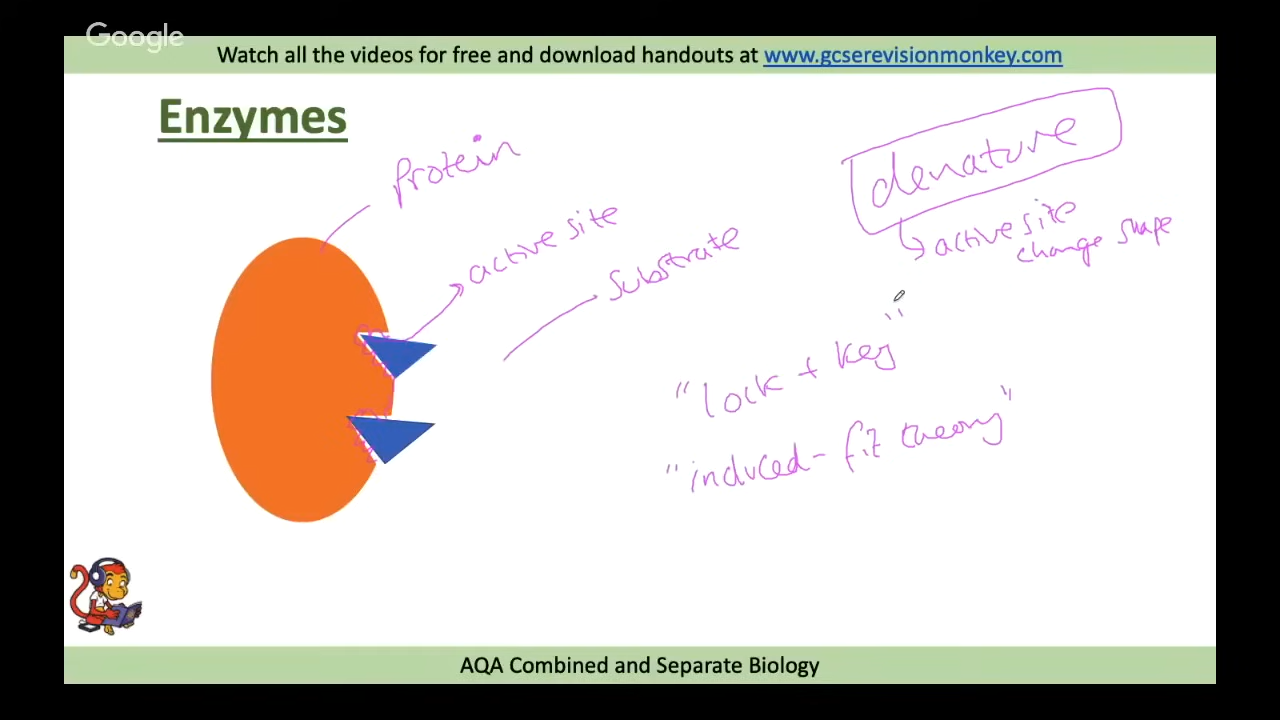 Google
Watch all the videos for free and download handouts at www.gcserevisionmonkey.com
Enzymes
Protein
denature
active site
change shape
active site
substrate
"lock + key"
"induced-fit theory"
AQA Combined and Separate Biology